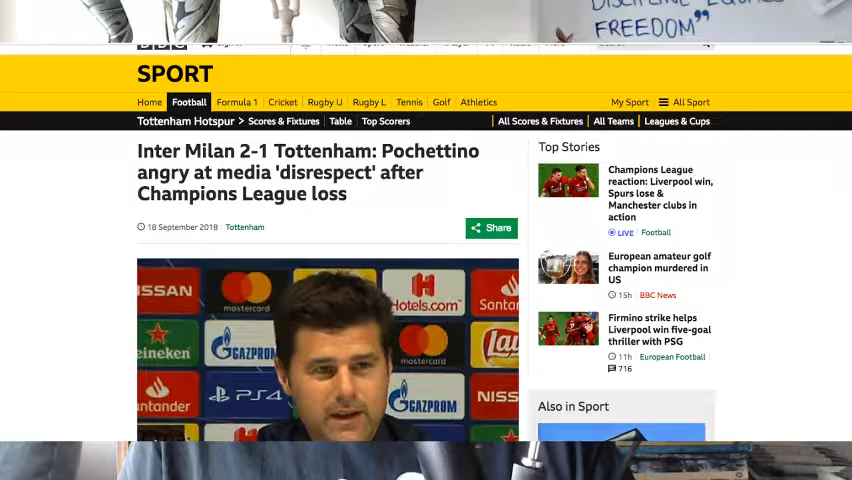 DISCIPLINE EQUALS
FREEDOM"
BBC
SPORT
Home Football Formula 1 Cricket Rugby U Rugby L Tennis Golf Athletics My Sport All Sport
Tottenham Hotspur > Scores & Fixtures Table Top Scorers All Scores & Fixtures All Teams Leagues & Cups
Inter Milan 2-1 Tottenham: Pochettino
angry at media 'disrespect' after
Champions League loss
18 September 2018 Tottenham
Share
Top Stories
Champions League
reaction: Liverpool win,
Spurs lose &
Manchester clubs in
action
LIVE Football
European amateur golf
champion murdered in
US
15h BBC News
Firmino strike helps
Liverpool win five-goal
thriller with PSG
11h European Football
716
Also in Sport
NISSAN
mastercard
Hotels.com
Santa
Heineken
GAZPROM
mastercard
Lay
santander
PS4
GAZPROM
NISS